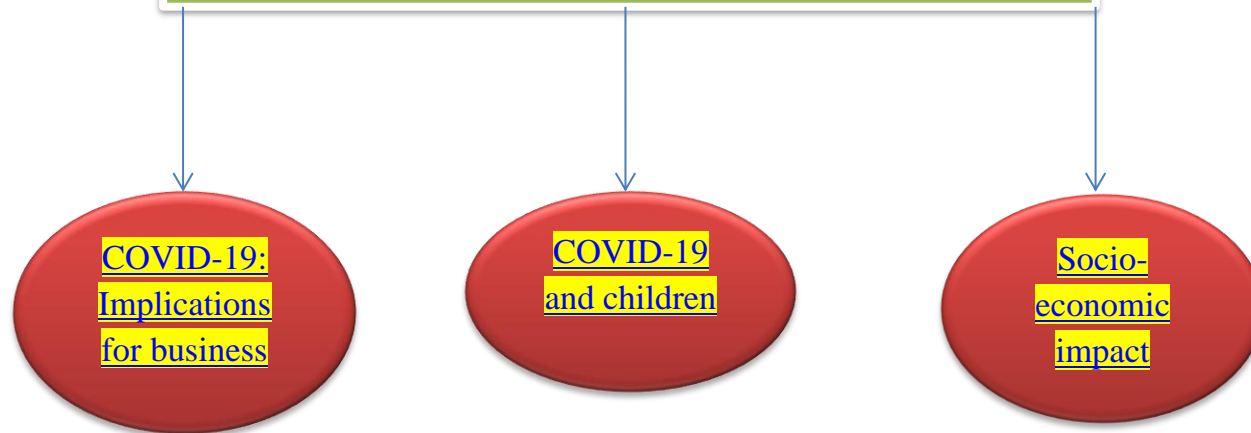 COVID-19:
Implications
for business
COVID-19
and children
Socio-
economic
impact